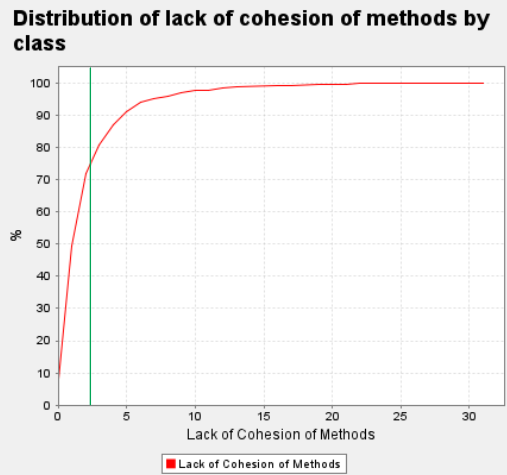 Distribution of lack of cohesion of methods by
class
100
90
80
70
60
50
40
30
20
10
0
%
0 5 10 15 20 25 30
Lack of Cohesion of Methods
Lack of Cohesion of Methods